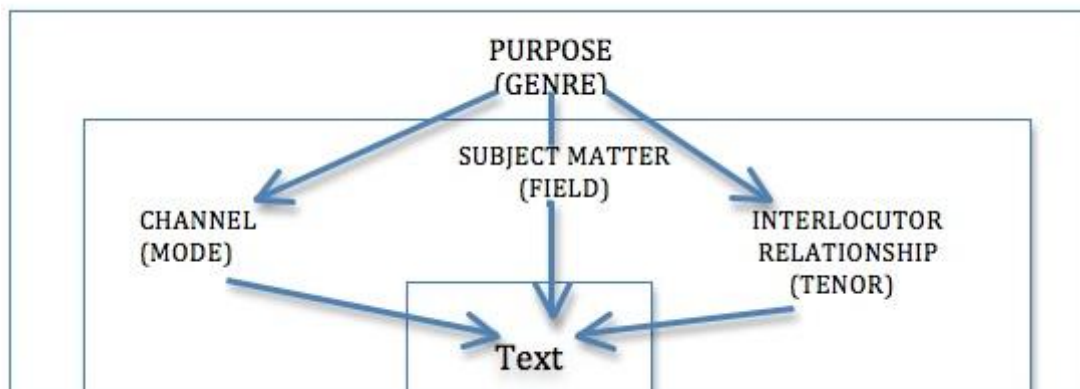 PURPOSE
(GENRE)
SUBJECT MATTER
(FIELD)
CHANNEL
(MODE)
INTERLOCUTOR
RELATIONSHIP
(TENOR)
Text